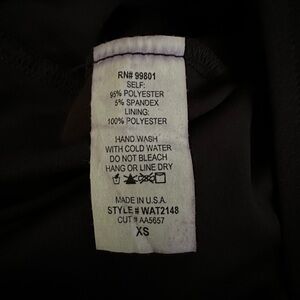 RN# 99801
SELF:
95% POLYESTER
5% SPANDEX
LINING:
100% POLYESTER
HAND WASH
WITH COLD WATER
DO NOT BLEACH
HANG OR LINE DRY
MADE IN U.S.A.
STYLE # WAT2148
CUT # AA5657
XS